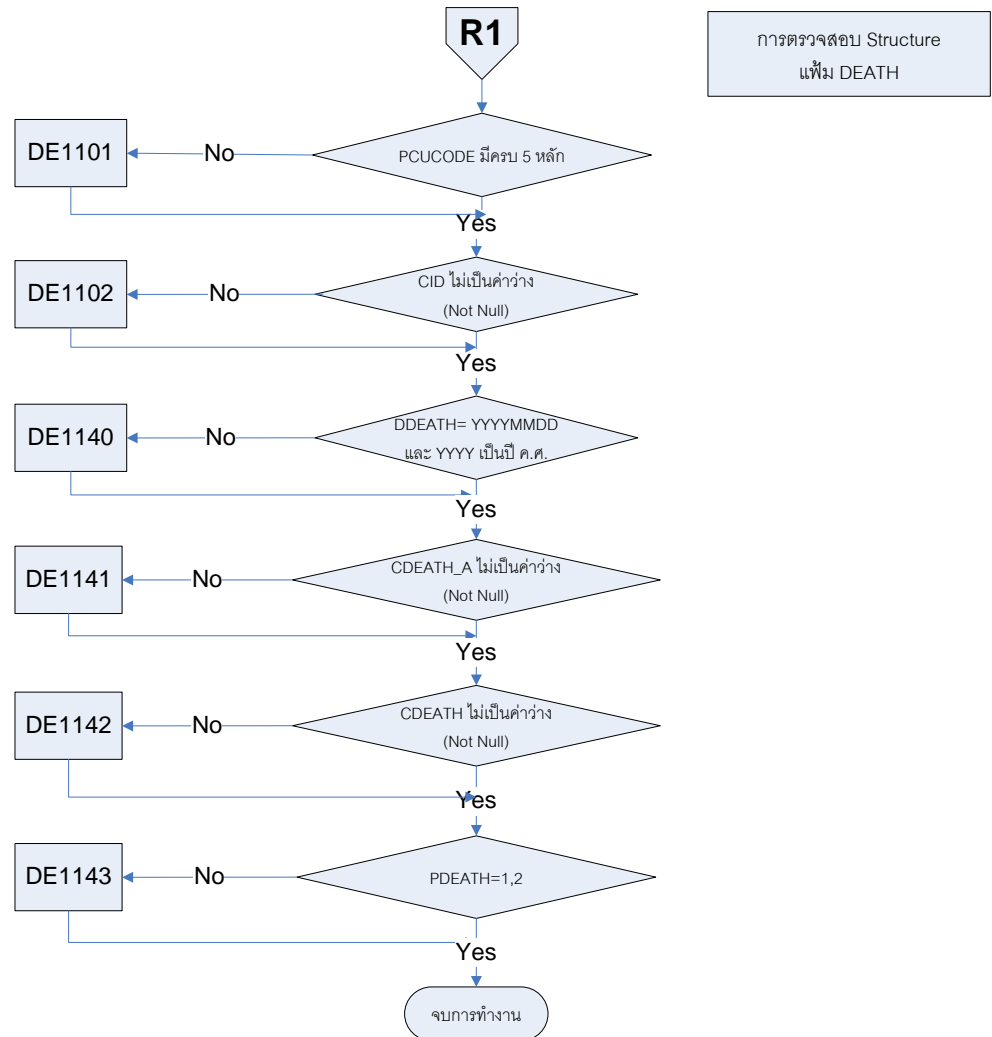 R1
การตรวจสอบ Structure
แฟ้ม DEATH
DE1101
No
PCUCODE มีครบ 5 หลัก
Yes
DE1102
No
CID ไม่เป็นค่าว่าง
(Not Null)
Yes
DE1140
No
DDEATH= YYYYMMDD
และ YYYY เป็นปี ค.ศ.
Yes
DE1141
No
CDEATH_A ไม่เป็นค่าว่าง
(Not Null)
Yes
DE1142
No
CDEATH ไม่เป็นค่าว่าง
(Not Null)
Yes
DE1143
No
PDEATH=1,2
Yes
จบการทำงาน